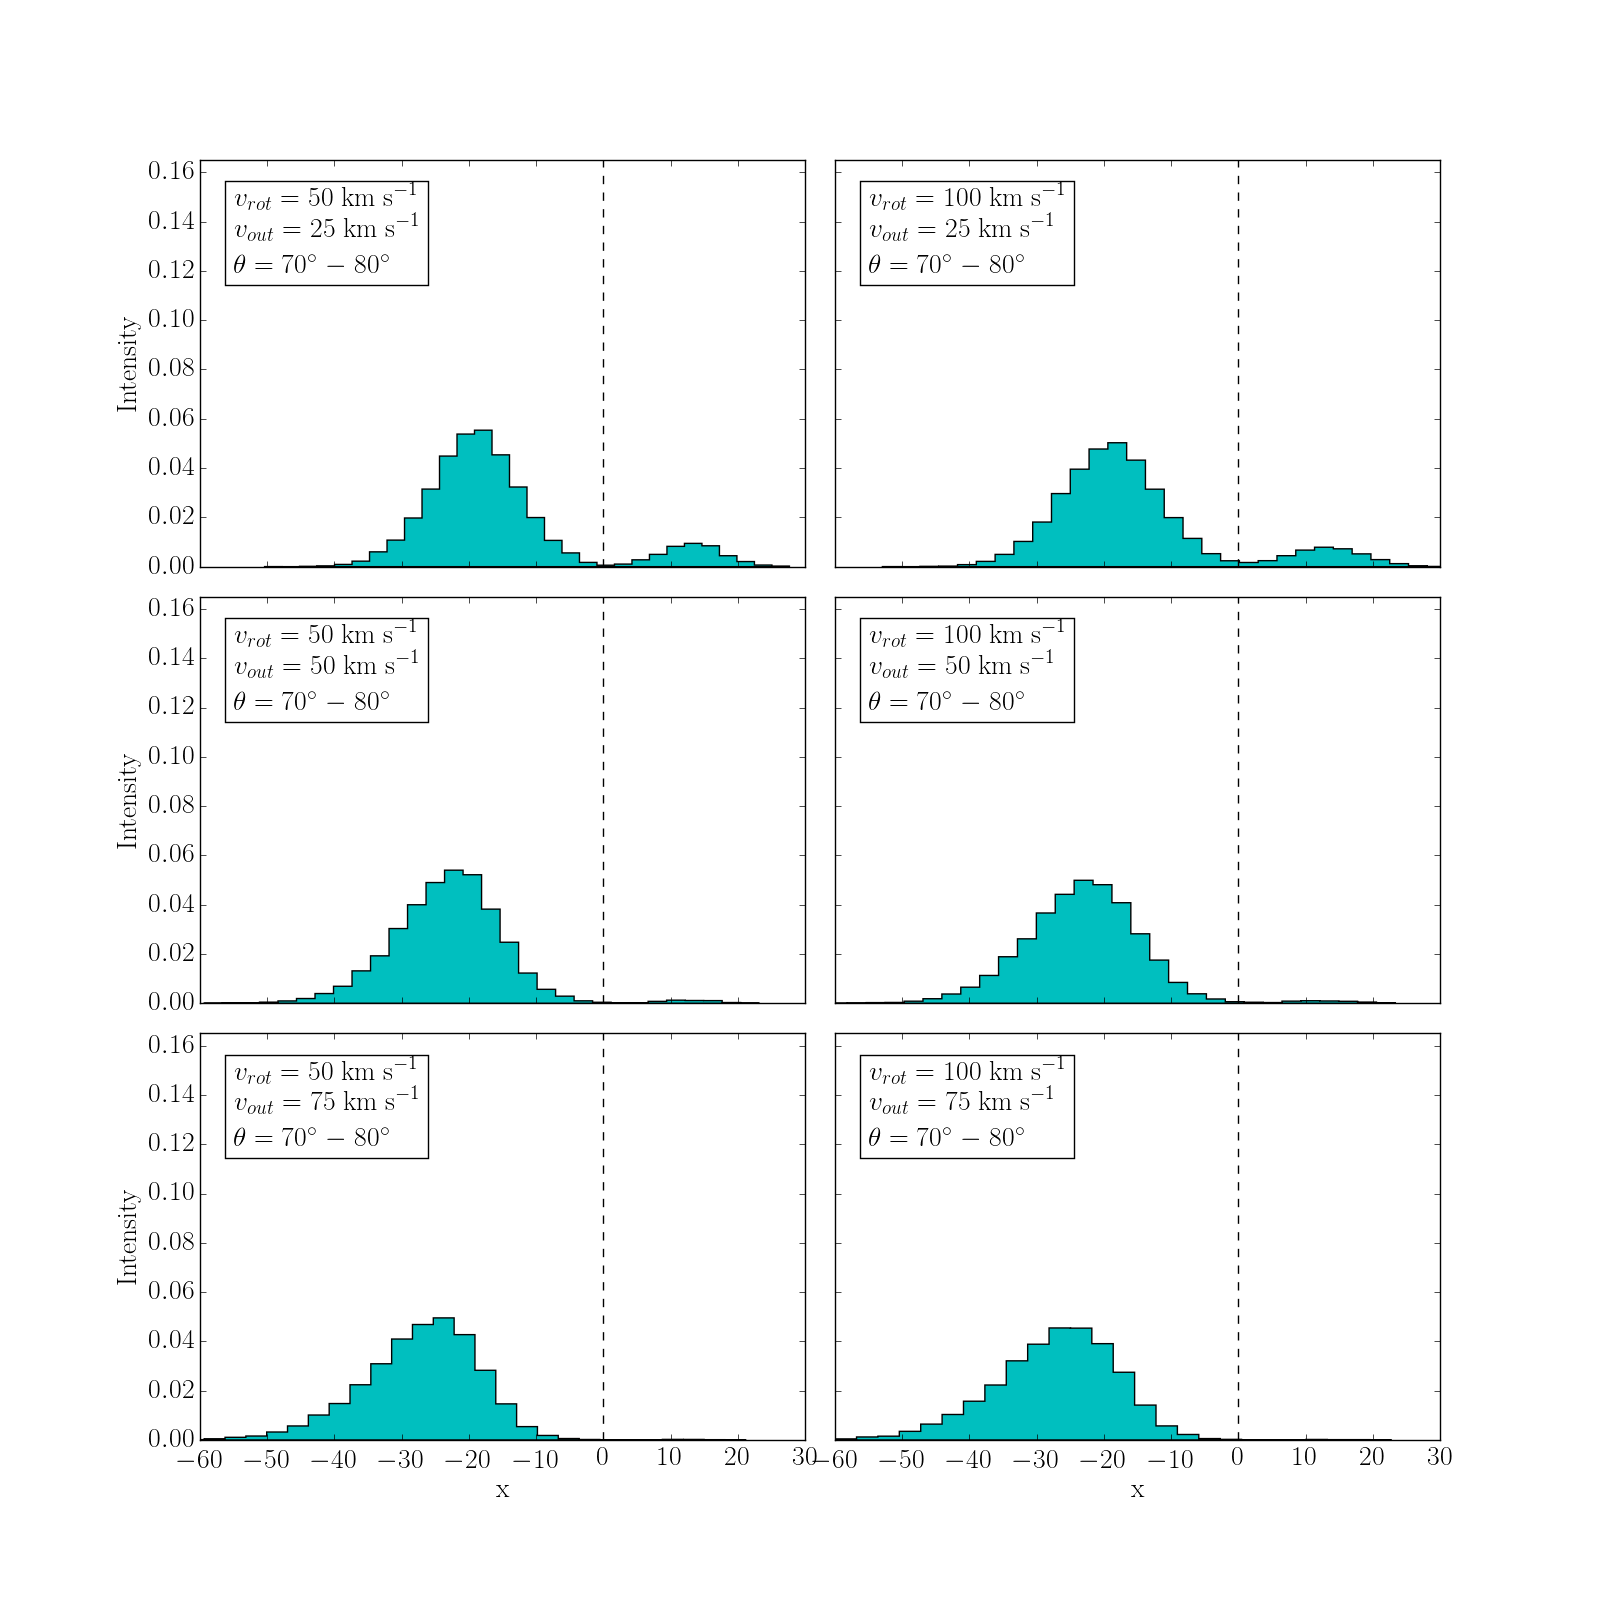 0.16
0.14
0.12
0.10
0.08
0.06
0.04
0.02
0.00
Intensity
v_rot = 50 km s^−1
v_out = 25 km s^−1
θ = 70° − 80°
v_rot = 100 km s^−1
v_out = 25 km s^−1
θ = 70° − 80°
0.16
0.14
0.12
0.10
0.08
0.06
0.04
0.02
0.00
Intensity
v_rot = 50 km s^−1
v_out = 50 km s^−1
θ = 70° − 80°
v_rot = 100 km s^−1
v_out = 50 km s^−1
θ = 70° − 80°
0.16
0.14
0.12
0.10
0.08
0.06
0.04
0.02
0.00
Intensity
v_rot = 50 km s^−1
v_out = 75 km s^−1
θ = 70° − 80°
v_rot = 100 km s^−1
v_out = 75 km s^−1
θ = 70° − 80°
−60 −50 −40 −30 −20 −10 0 10 20 30
x
−60 −50 −40 −30 −20 −10 0 10 20 30
x